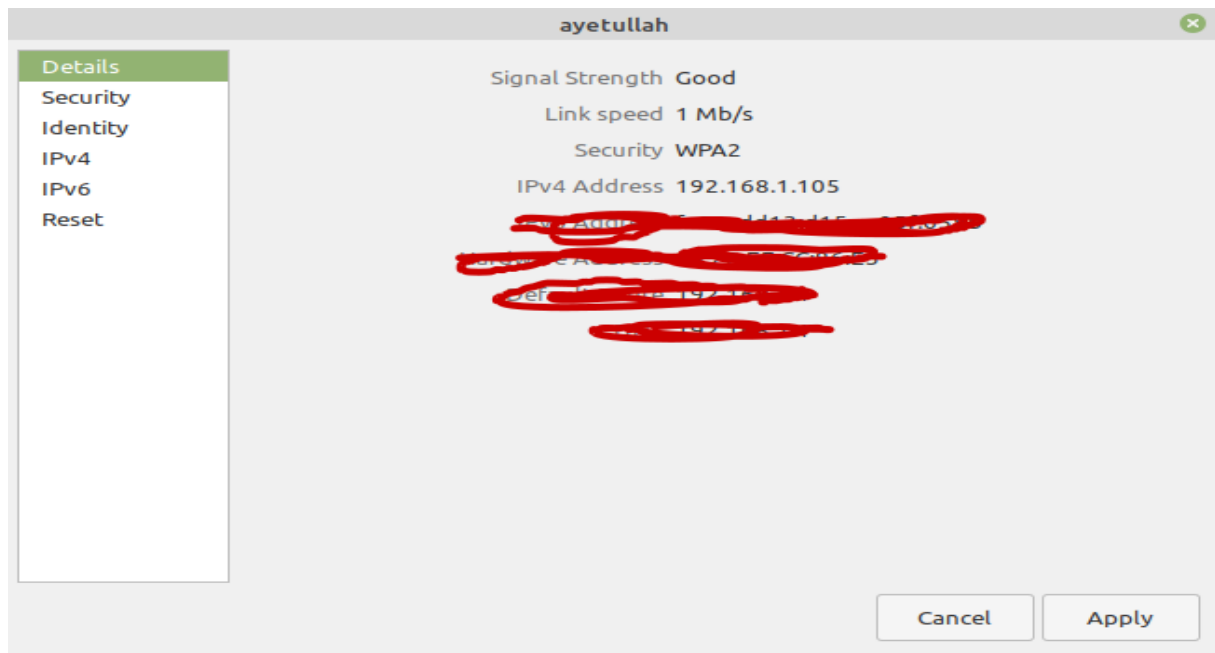 ayetullah
Details
Security
Identity
IPv4
IPv6
Reset
Signal Strength Good
Link speed 1 Mb/s
Security WPA2
IPv4 Address 192.168.1.105
Cancel
Apply